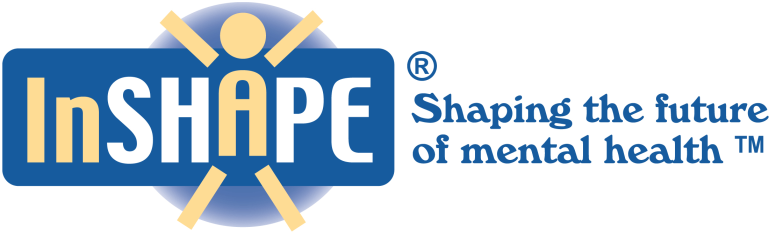 InSHAPE ®
Shaping the future
of mental health ™